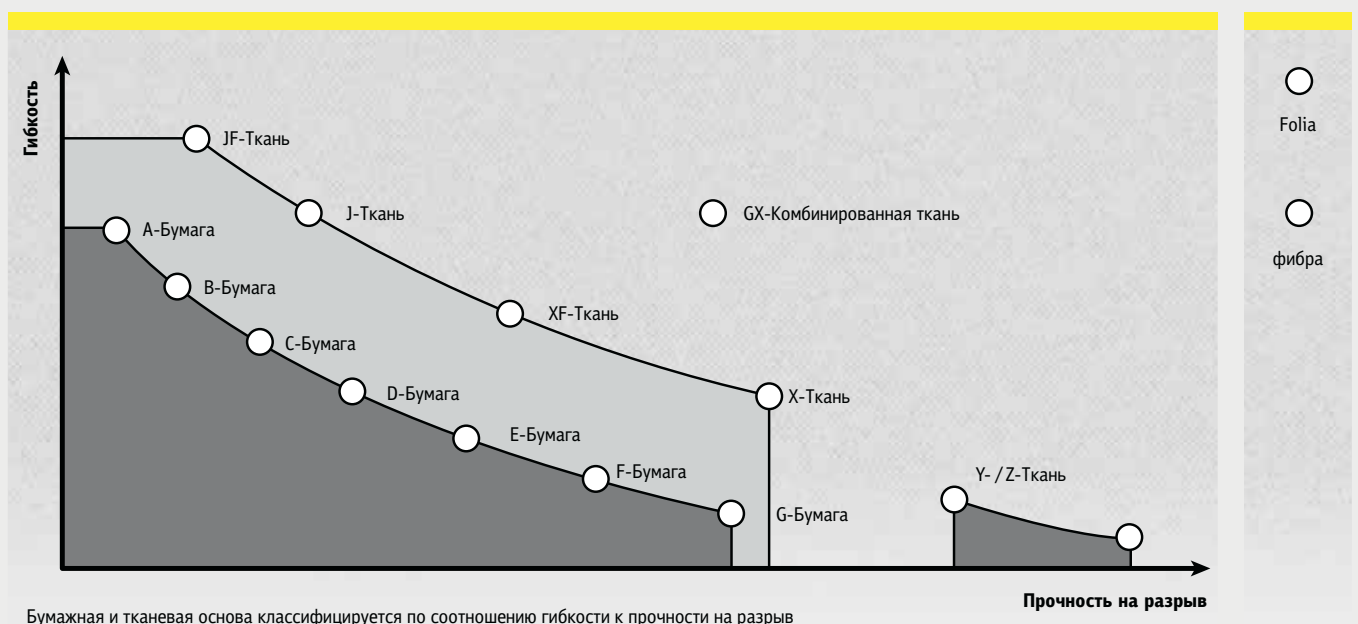 Гибкость
JF-Ткань
J-Ткань
GX-Комбинированная ткань
A-Бумага
B-Бумага
XF-Ткань
C-Бумага
D-Бумага
X-Ткань
E-Бумага
F-Бумага
Y- / Z-Ткань
G-Бумага
Прочность на разрыв
Бумажная и тканевая основа классифицируется по соотношению гибкости к прочности на разрыв
Folia
фибра